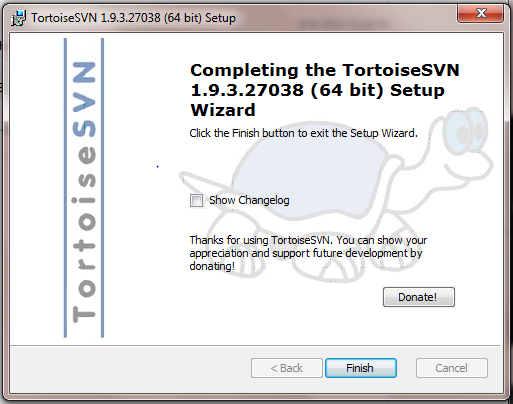 TortoiseSVN 1.9.3.27038 (64 bit) Setup
TortoiseSVN
Completing the TortoiseSVN
1.9.3.27038 (64 bit) Setup
Wizard
Click the Finish button to exit the Setup Wizard.
Show Changelog
Thanks for using TortoiseSVN. You can show your
appreciation and support future development by
donating!
Donate!
< Back
Finish
Cancel